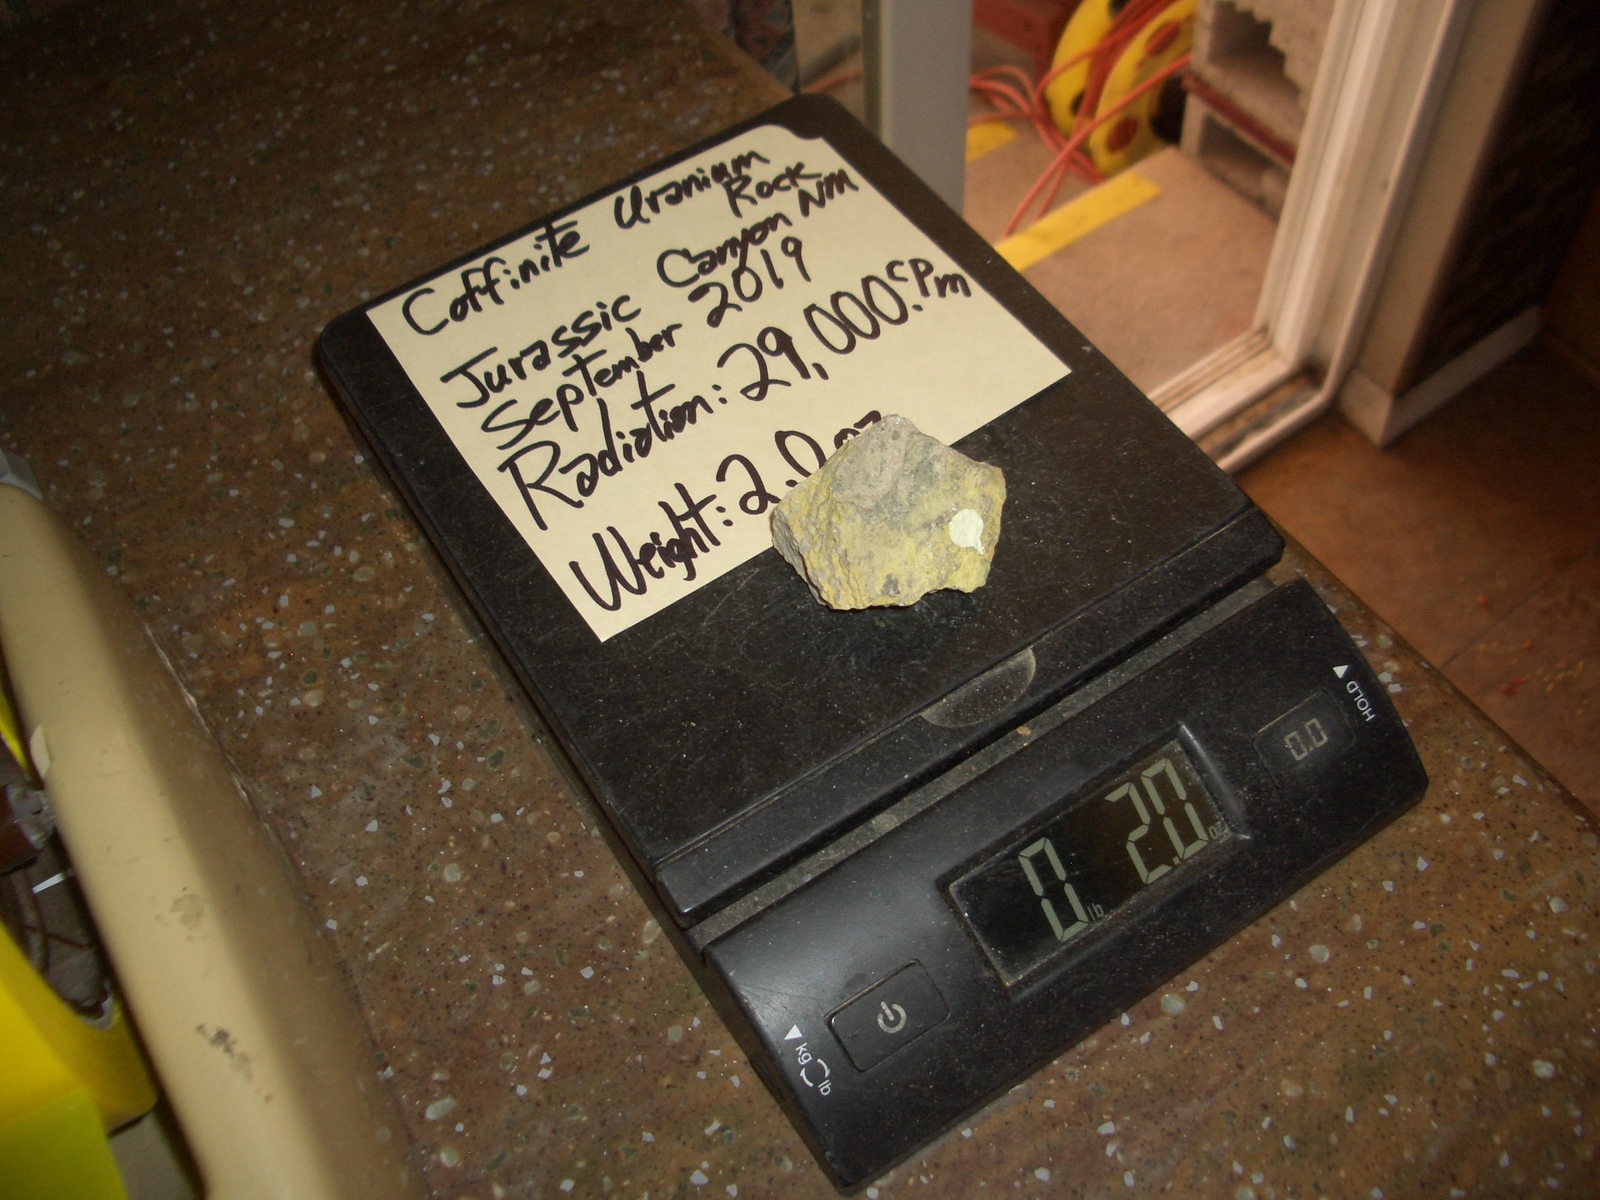 Coffinite Uranium
Rock
Jurassic Canyon NM
September 2019
Radiation: 29,000 CPM
Weight: 2.0 oz
0 lb 2.0 oz
0.0
HOLD
kg lb